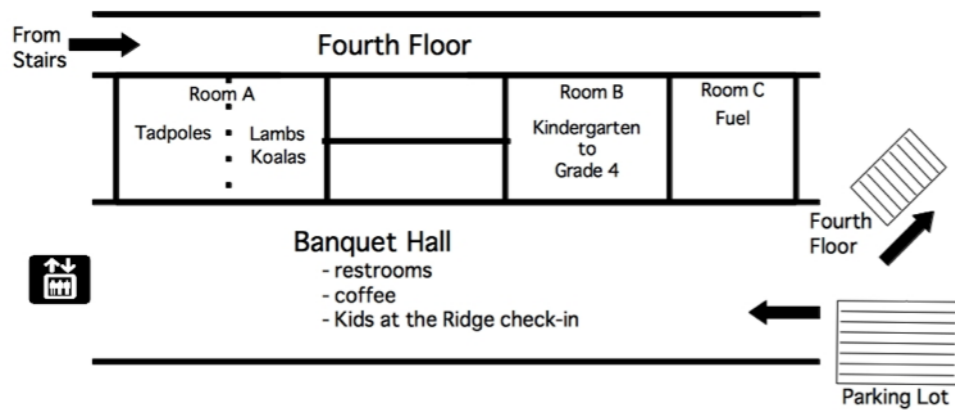 From
Stairs
Fourth Floor
Room A
Tadpoles
Lambs
Koalas
Room B
Kindergarten
to
Grade 4
Room C
Fuel
Fourth
Floor
Banquet Hall
- restrooms
- coffee
- Kids at the Ridge check-in
Parking Lot